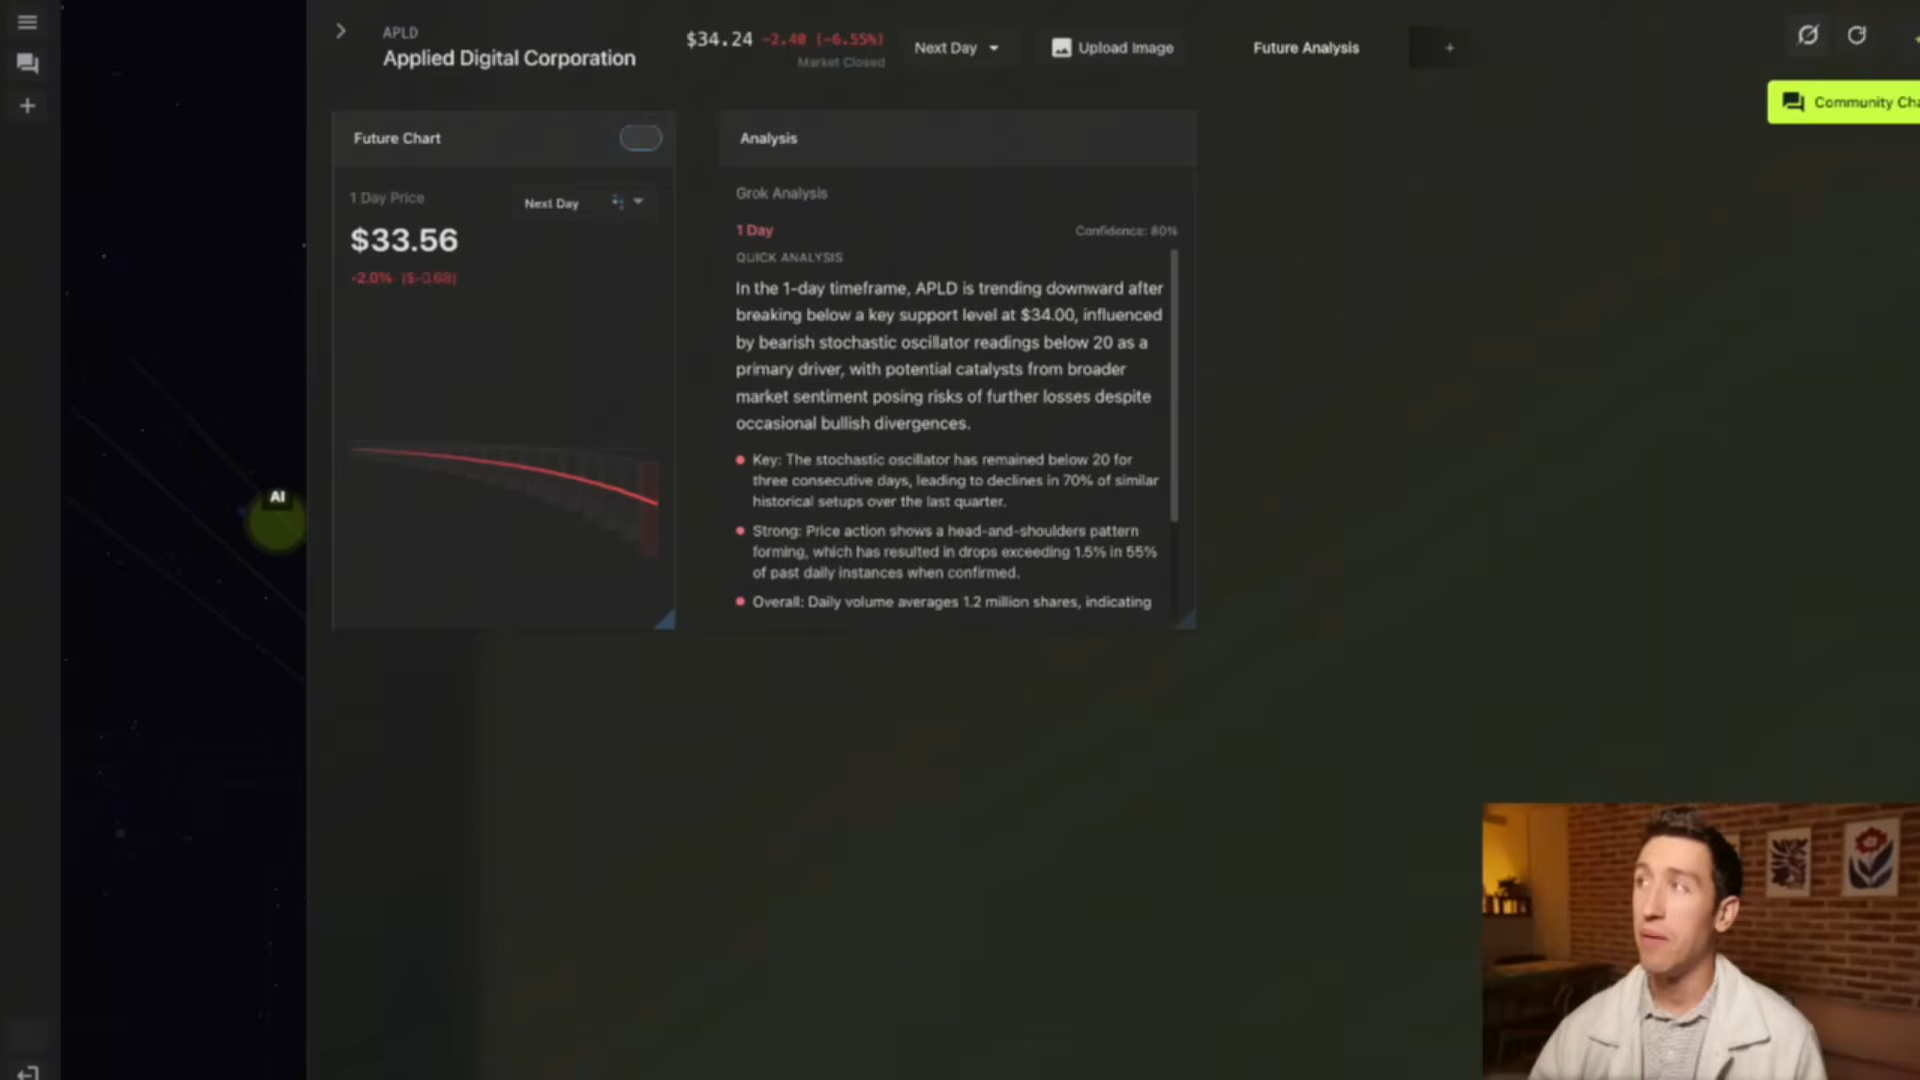 APLD
Applied Digital Corporation
$34.24 -2.40 (-6.55%)
Market Closed
Next Day
Upload Image
Future Analysis
+
Community Cha
Future Chart
1 Day Price
Next Day
$33.56
-2.0% ($-0.68)
AI
Analysis
Grok Analysis
1 Day
Confidence: 80%
QUICK ANALYSIS
In the 1-day timeframe, APLD is trending downward after
breaking below a key support level at $34.00, influenced
by bearish stochastic oscillator readings below 20 as a
primary driver, with potential catalysts from broader
market sentiment posing risks of further losses despite
occasional bullish divergences.
Key: The stochastic oscillator has remained below 20 for
three consecutive days, leading to declines in 70% of similar
historical setups over the last quarter.
Strong: Price action shows a head-and-shoulders pattern
forming, which has resulted in drops exceeding 1.5% in 55%
of past daily instances when confirmed.
Overall: Daily volume averages 1.2 million shares, indicating